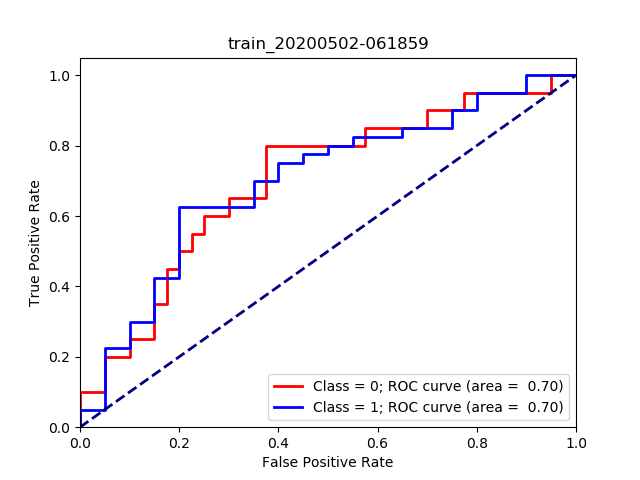 train_20200502-061859
1.0
0.8
0.6
0.4
0.2
0.0
True Positive Rate
0.0 0.2 0.4 0.6 0.8 1.0
False Positive Rate
Class = 0; ROC curve (area =  0.70)
Class = 1; ROC curve (area =  0.70)